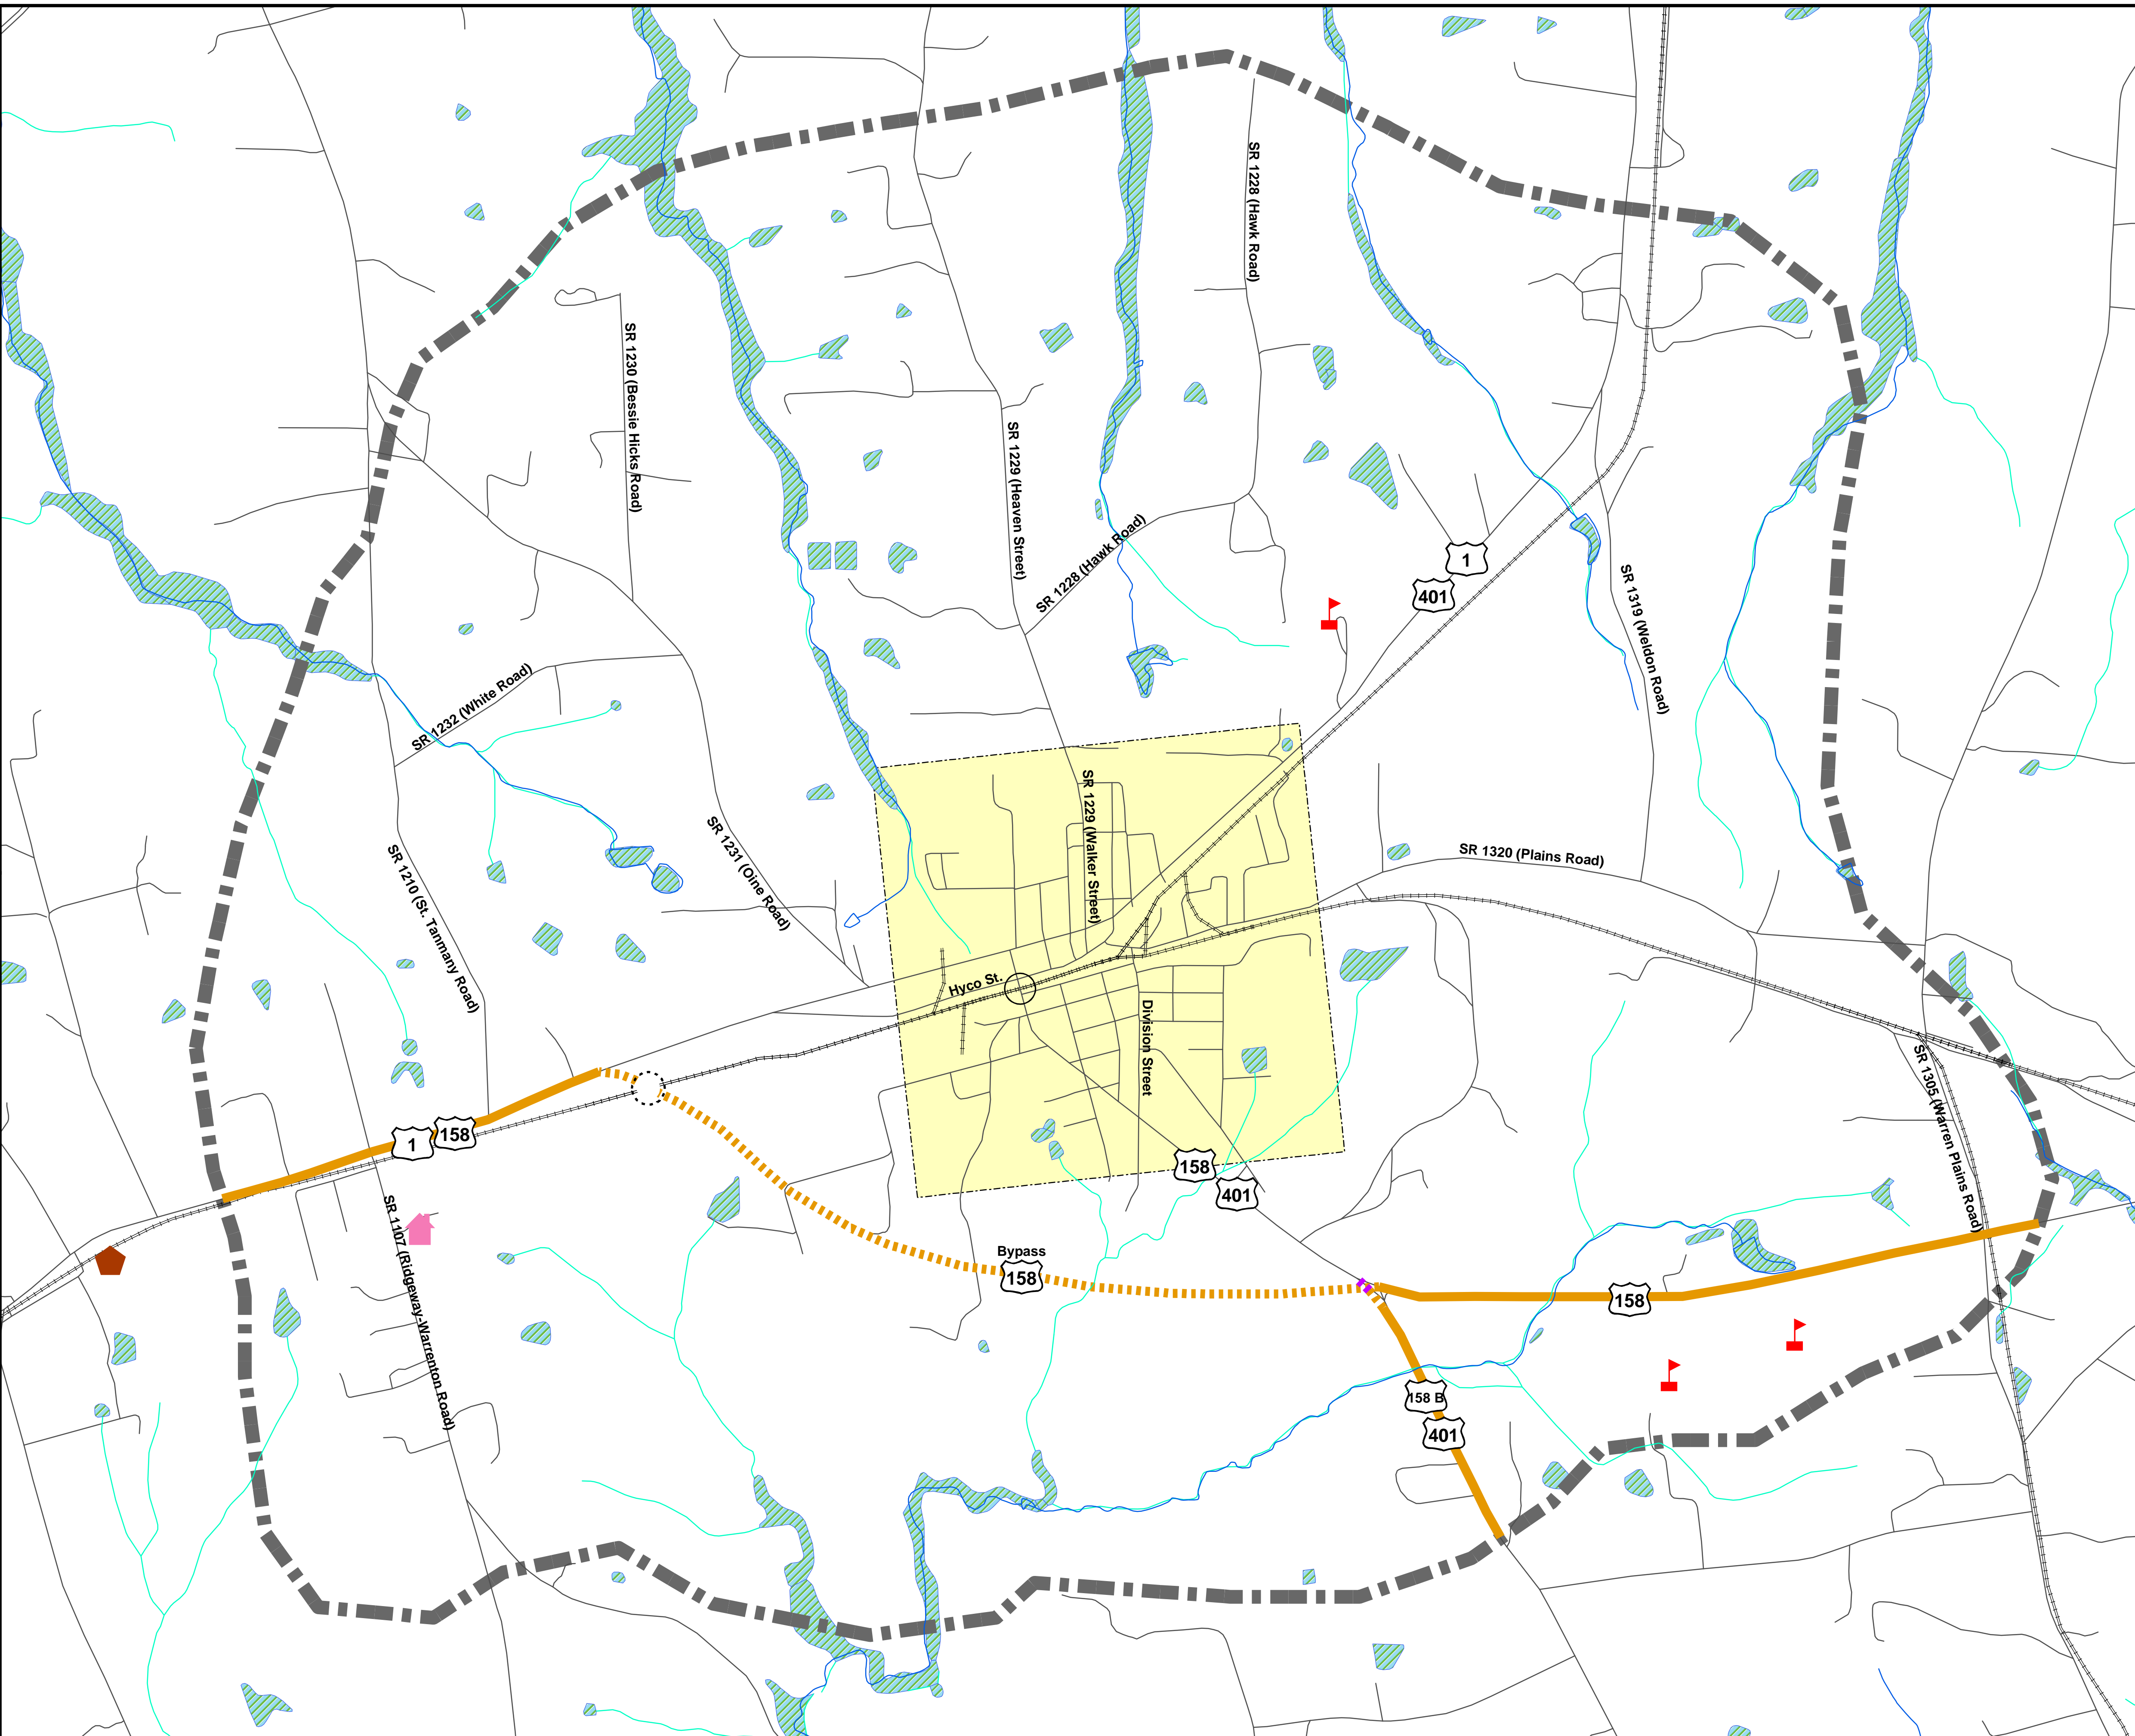 SR 1228 (Hawk Road)
SR 1230 (Bessie Hicks Road)
SR 1229 (Heaven Street)
SR 1228 (Hawk Road)
1
401
SR 1319 (Weldon Road)
SR 1232 (White Road)
SR 1229 (Walker Street)
SR 1231 (Oine Road)
SR 1210 (St. Tanmany Road)
SR 1320 (Plains Road)
Hyco St.
Division Street
SR 1305 (Warren Plains Road)
1
158
158
401
SR 1107 (Ridgeway-Warrenton Road)
Bypass
158
158
158 B
401